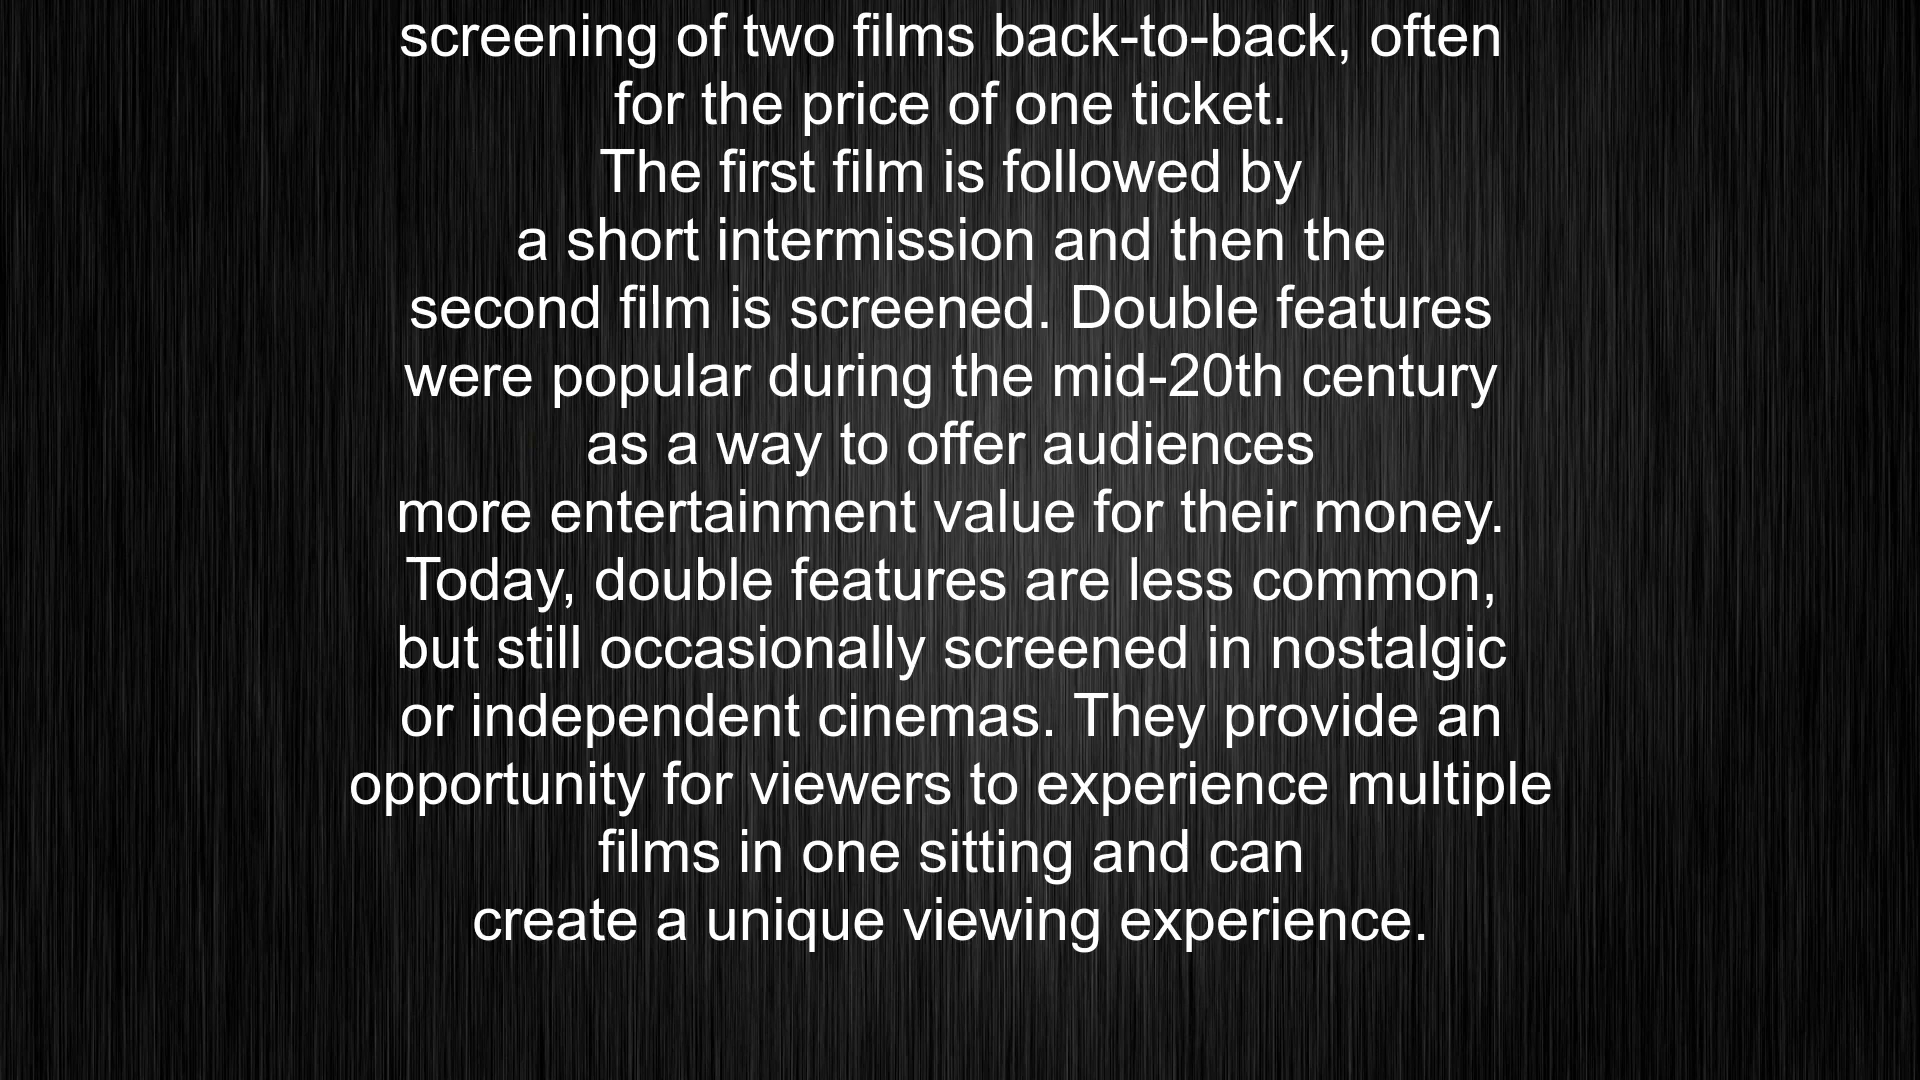 screening of two films back-to-back, often
for the price of one ticket.
The first film is followed by
a short intermission and then the
second film is screened. Double features
were popular during the mid-20th century
as a way to offer audiences
more entertainment value for their money.
Today, double features are less common,
but still occasionally screened in nostalgic
or independent cinemas. They provide an
opportunity for viewers to experience multiple
films in one sitting and can
create a unique viewing experience.